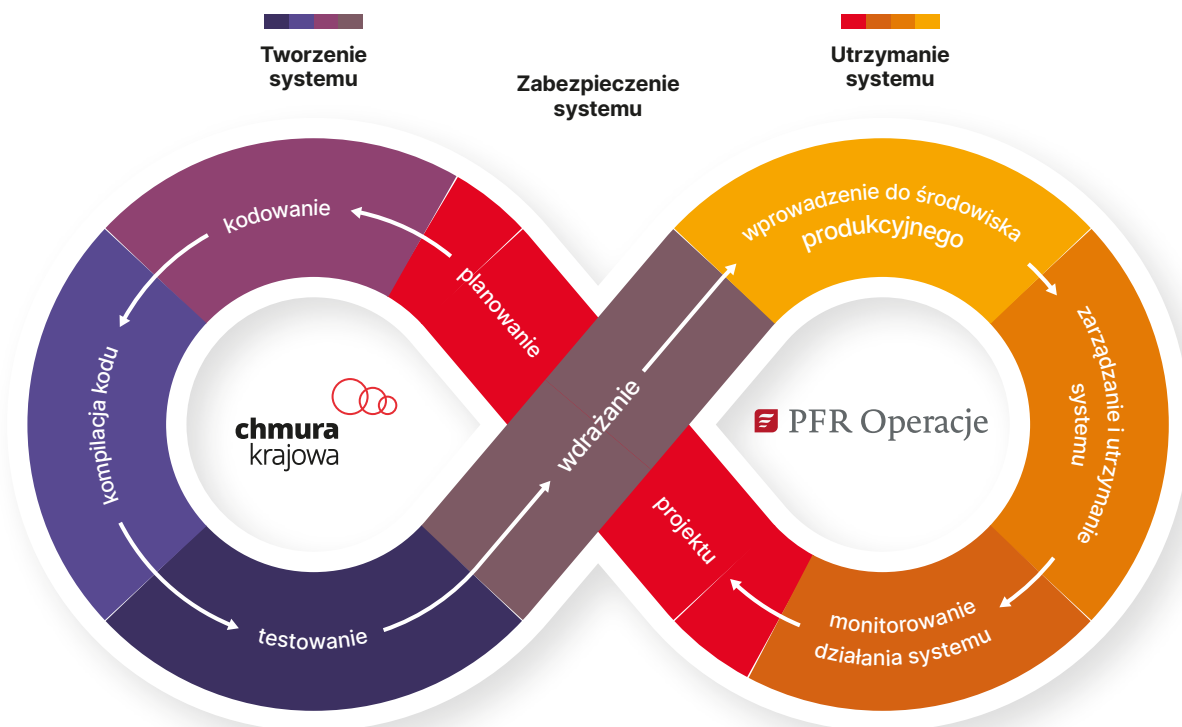 Tworzenie
systemu
Zabezpieczenie
systemu
Utrzymanie
systemu
kodowanie
planowanie
projektu
kompilacja kodu
testowanie
wdrażanie
wprowadzenie do środowiska
produkcyjnego
zarządzanie i utrzymanie
systemu
monitorowanie
działania systemu
chmura
krajowa
PFR Operacje